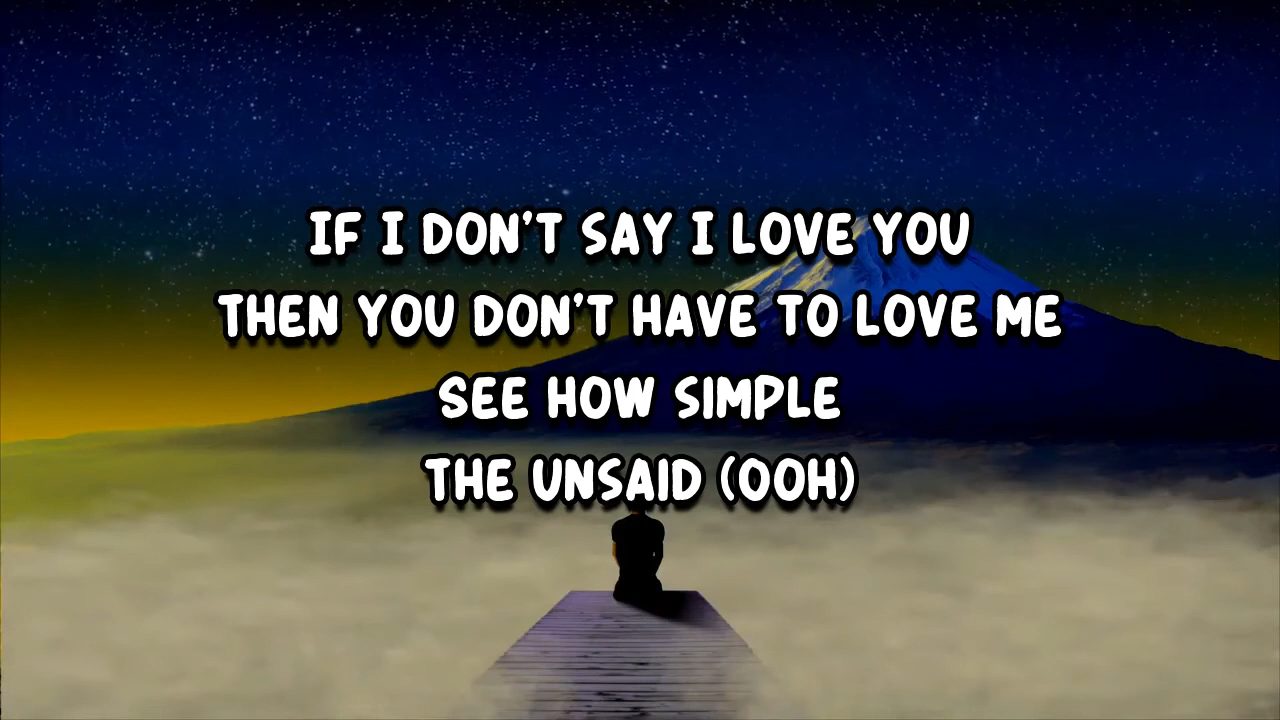 IF I DON'T SAY I LOVE YOU
THEN YOU DON'T HAVE TO LOVE ME
SEE HOW SIMPLE
THE UNSAID (OOH)